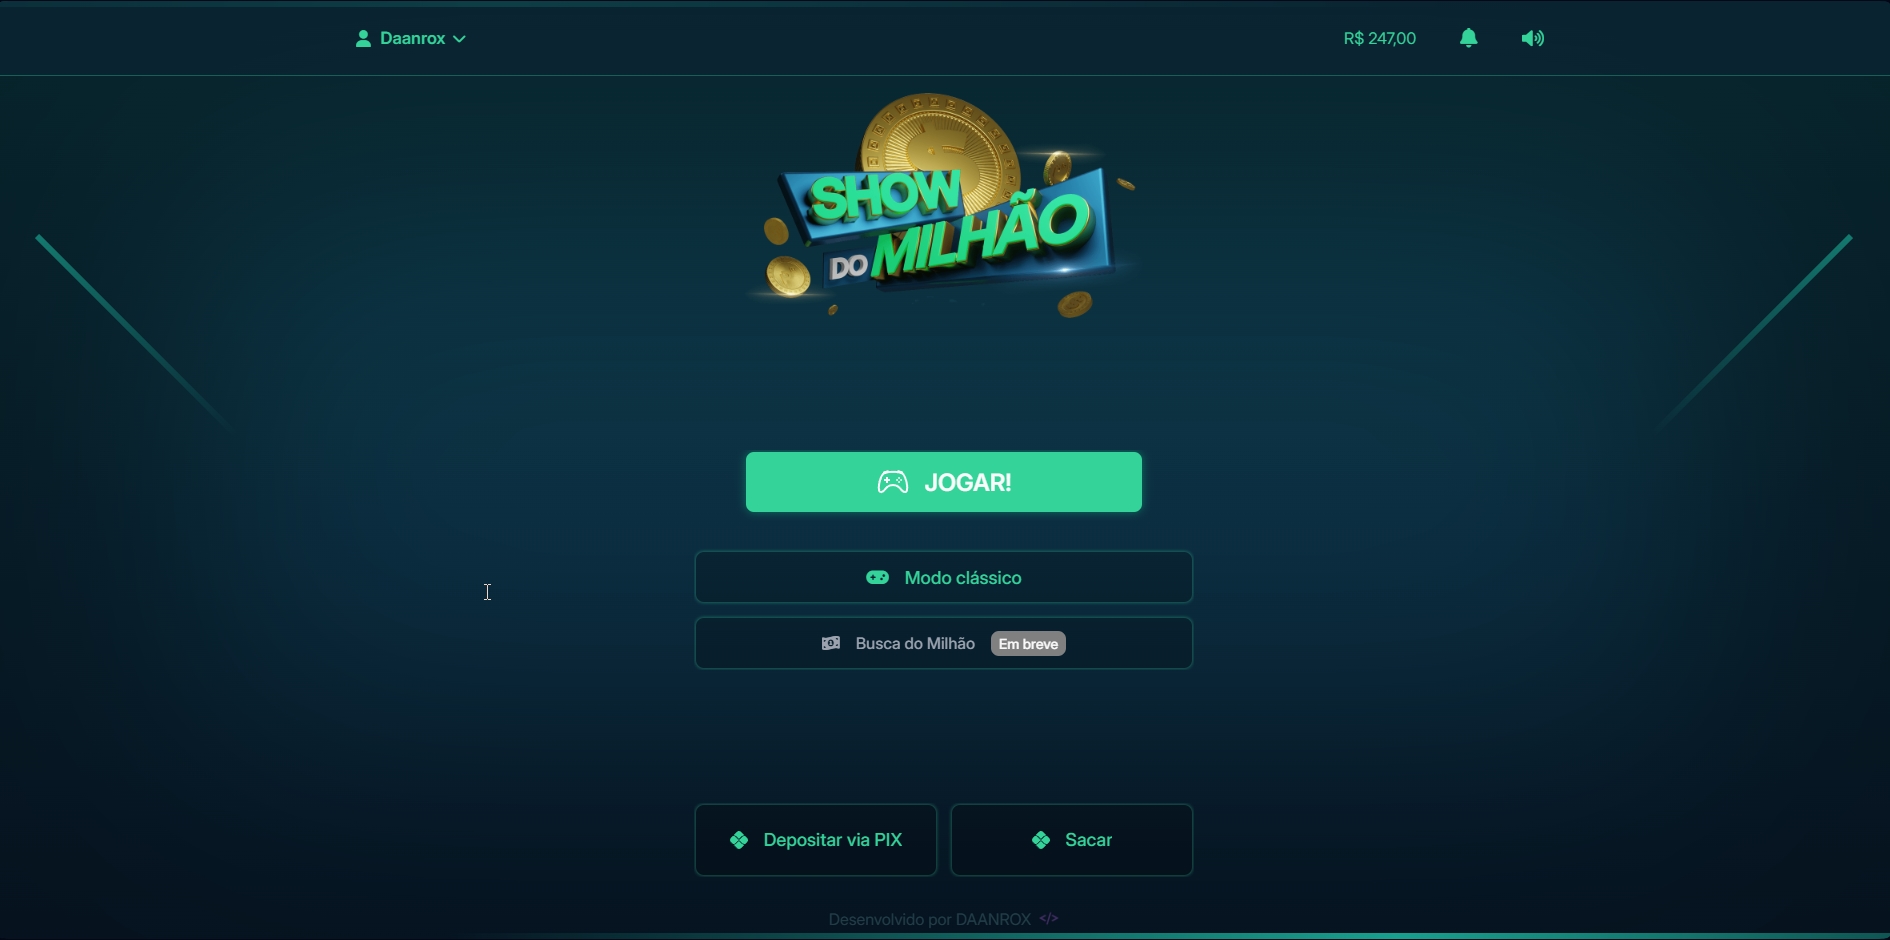 Daanrox
R$ 247,00
SHOW
DO MILHÃO
JOGAR!
Modo clássico
Busca do Milhão Em breve
Depositar via PIX
Sacar
Desenvolvido por DAANROX </>